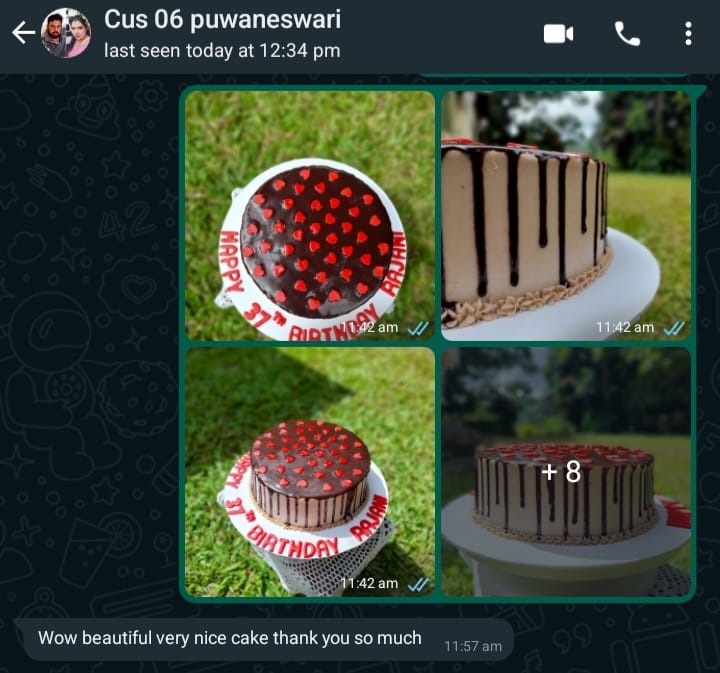 Cus 06 puwaneswari
last seen today at 12:34 pm
HAPPY 37TH BIRTHDAY RAJANI
11:42 am
11:42 am
HAPPY 37TH BIRTHDAY RAJANI
11:42 am
+ 8
Wow beautiful very nice cake thank you so much
11:57 am